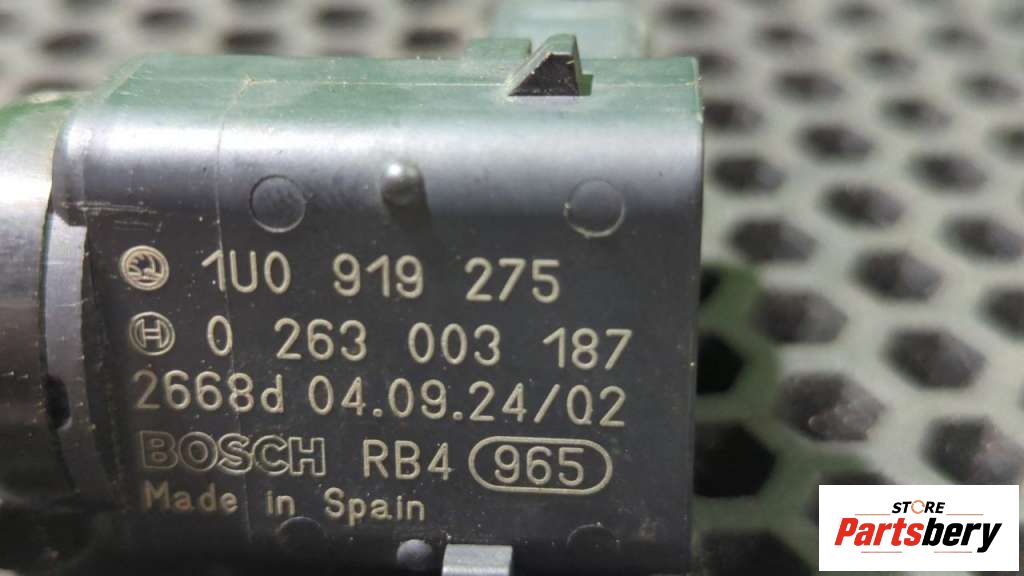 1U0 919 275
0 263 003 187
2668d 04.09.24/02
BOSCH RB4 965
Made in Spain
STORE
Partsbery